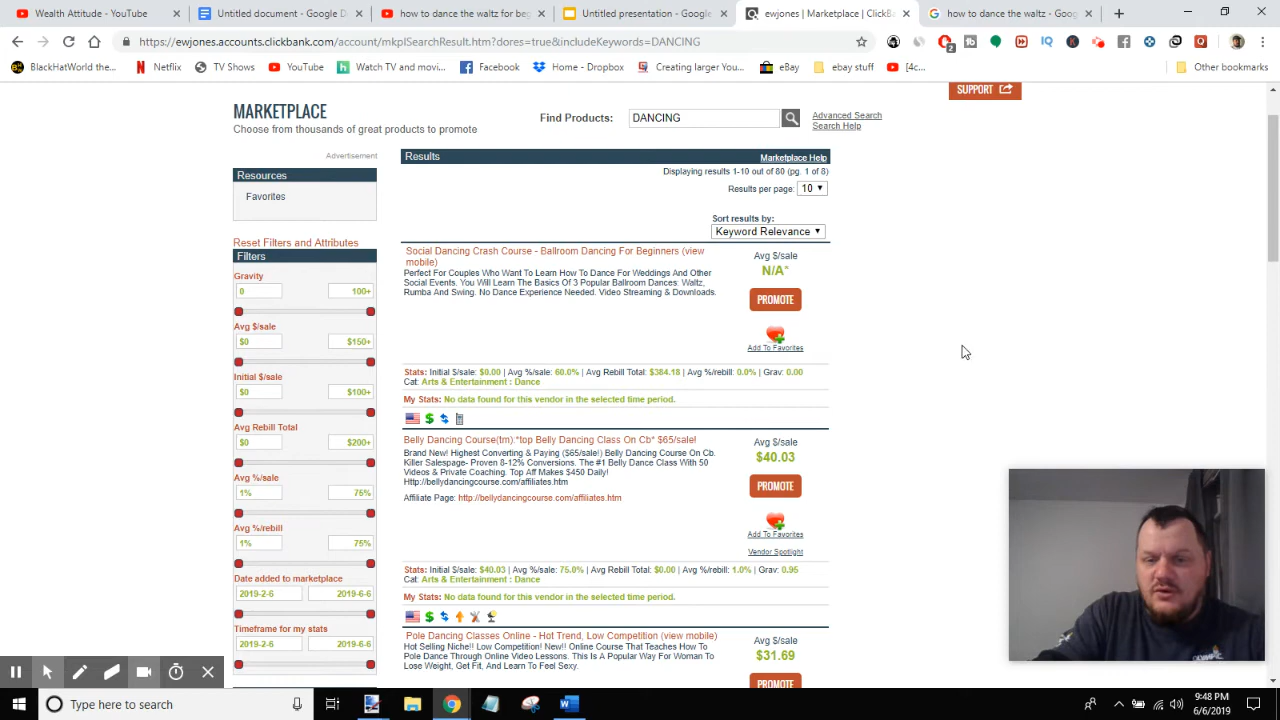 Wealth Attitude - YouTube
Untitled document - Google
how to dance the waltz for beg
Untitled presentation - Google
ewjones | Marketplace | ClickBa
how to dance the waltz - Goog
https://ewjones.accounts.clickbank.com/account/mkplSearchResult.htm?dores=true&includeKeywords=DANCING
BlackHatWorld the...
Netflix
TV Shows
YouTube
Watch TV and movi...
Facebook
Home - Dropbox
Creating larger You...
eBay
ebay stuff
[4c...
Other bookmarks
SUPPORT
MARKETPLACE
Choose from thousands of great products to promote
Find Products:
DANCING
Advanced Search
Search Help
Advertisement
Resources
Favorites
Reset Filters and Attributes
Filters
Gravity
0 100+
Avg $/sale
$0 $150+
Initial $/sale
$0 $100+
Avg Rebill Total
$0 $200+
Avg %/sale
1% 75%
Avg %/rebill
1% 75%
Date added to marketplace
2019-2-6 2019-6-6
Timeframe for my stats
2019-2-6 2019-6-6
Results
Marketplace Help
Displaying results 1-10 out of 80 (pg. 1 of 8)
Results per page: 10
Sort results by:
Keyword Relevance
Social Dancing Crash Course - Ballroom Dancing For Beginners (view
mobile)
Perfect For Couples Who Want To Learn How To Dance For Weddings And Other
Social Events. You Will Learn The Basics Of 3 Popular Ballroom Dances: Waltz,
Rumba And Swing. No Dance Experience Needed. Video Streaming & Downloads.
Avg $/sale
N/A*
PROMOTE
Add To Favorites
Stats: Initial $/sale: $0.00 | Avg %/sale: 60.0% | Avg Rebill Total: $384.18 | Avg %/rebill: 0.0% | Grav: 0.00
Cat: Arts & Entertainment : Dance
My Stats: No data found for this vendor in the selected time period.
Belly Dancing Course(tm):*top Belly Dancing Class On Cb* $65/sale!
Brand New! Highest Converting & Paying ($65/sale!) Belly Dancing Course On Cb.
Killer Salespage- Proven 8-12% Conversions. The #1 Belly Dance Class With 50
Videos & Private Coaching. Top Aff Makes $450 Daily!
Http://bellydancingcourse.com/affiliates.htm
Affiliate Page: http://bellydancingcourse.com/affiliates.htm
Avg $/sale
$40.03
PROMOTE
Add To Favorites
Vendor Spotlight
Stats: Initial $/sale: $40.03 | Avg %/sale: 75.0% | Avg Rebill Total: $0.00 | Avg %/rebill: 1.0% | Grav: 0.95
Cat: Arts & Entertainment : Dance
My Stats: No data found for this vendor in the selected time period.
Pole Dancing Classes Online - Hot Trend, Low Competition (view mobile)
Hot Selling Niche!! Low Competition! New!! Online Course That Teaches How To
Pole Dance Through Online Video Lessons. This Is A Popular Way For Woman To
Lose Weight, Get Fit, And Learn To Feel Sexy.
Avg $/sale
$31.69
PROMOTE
Type here to search
9:48 PM
6/6/2019